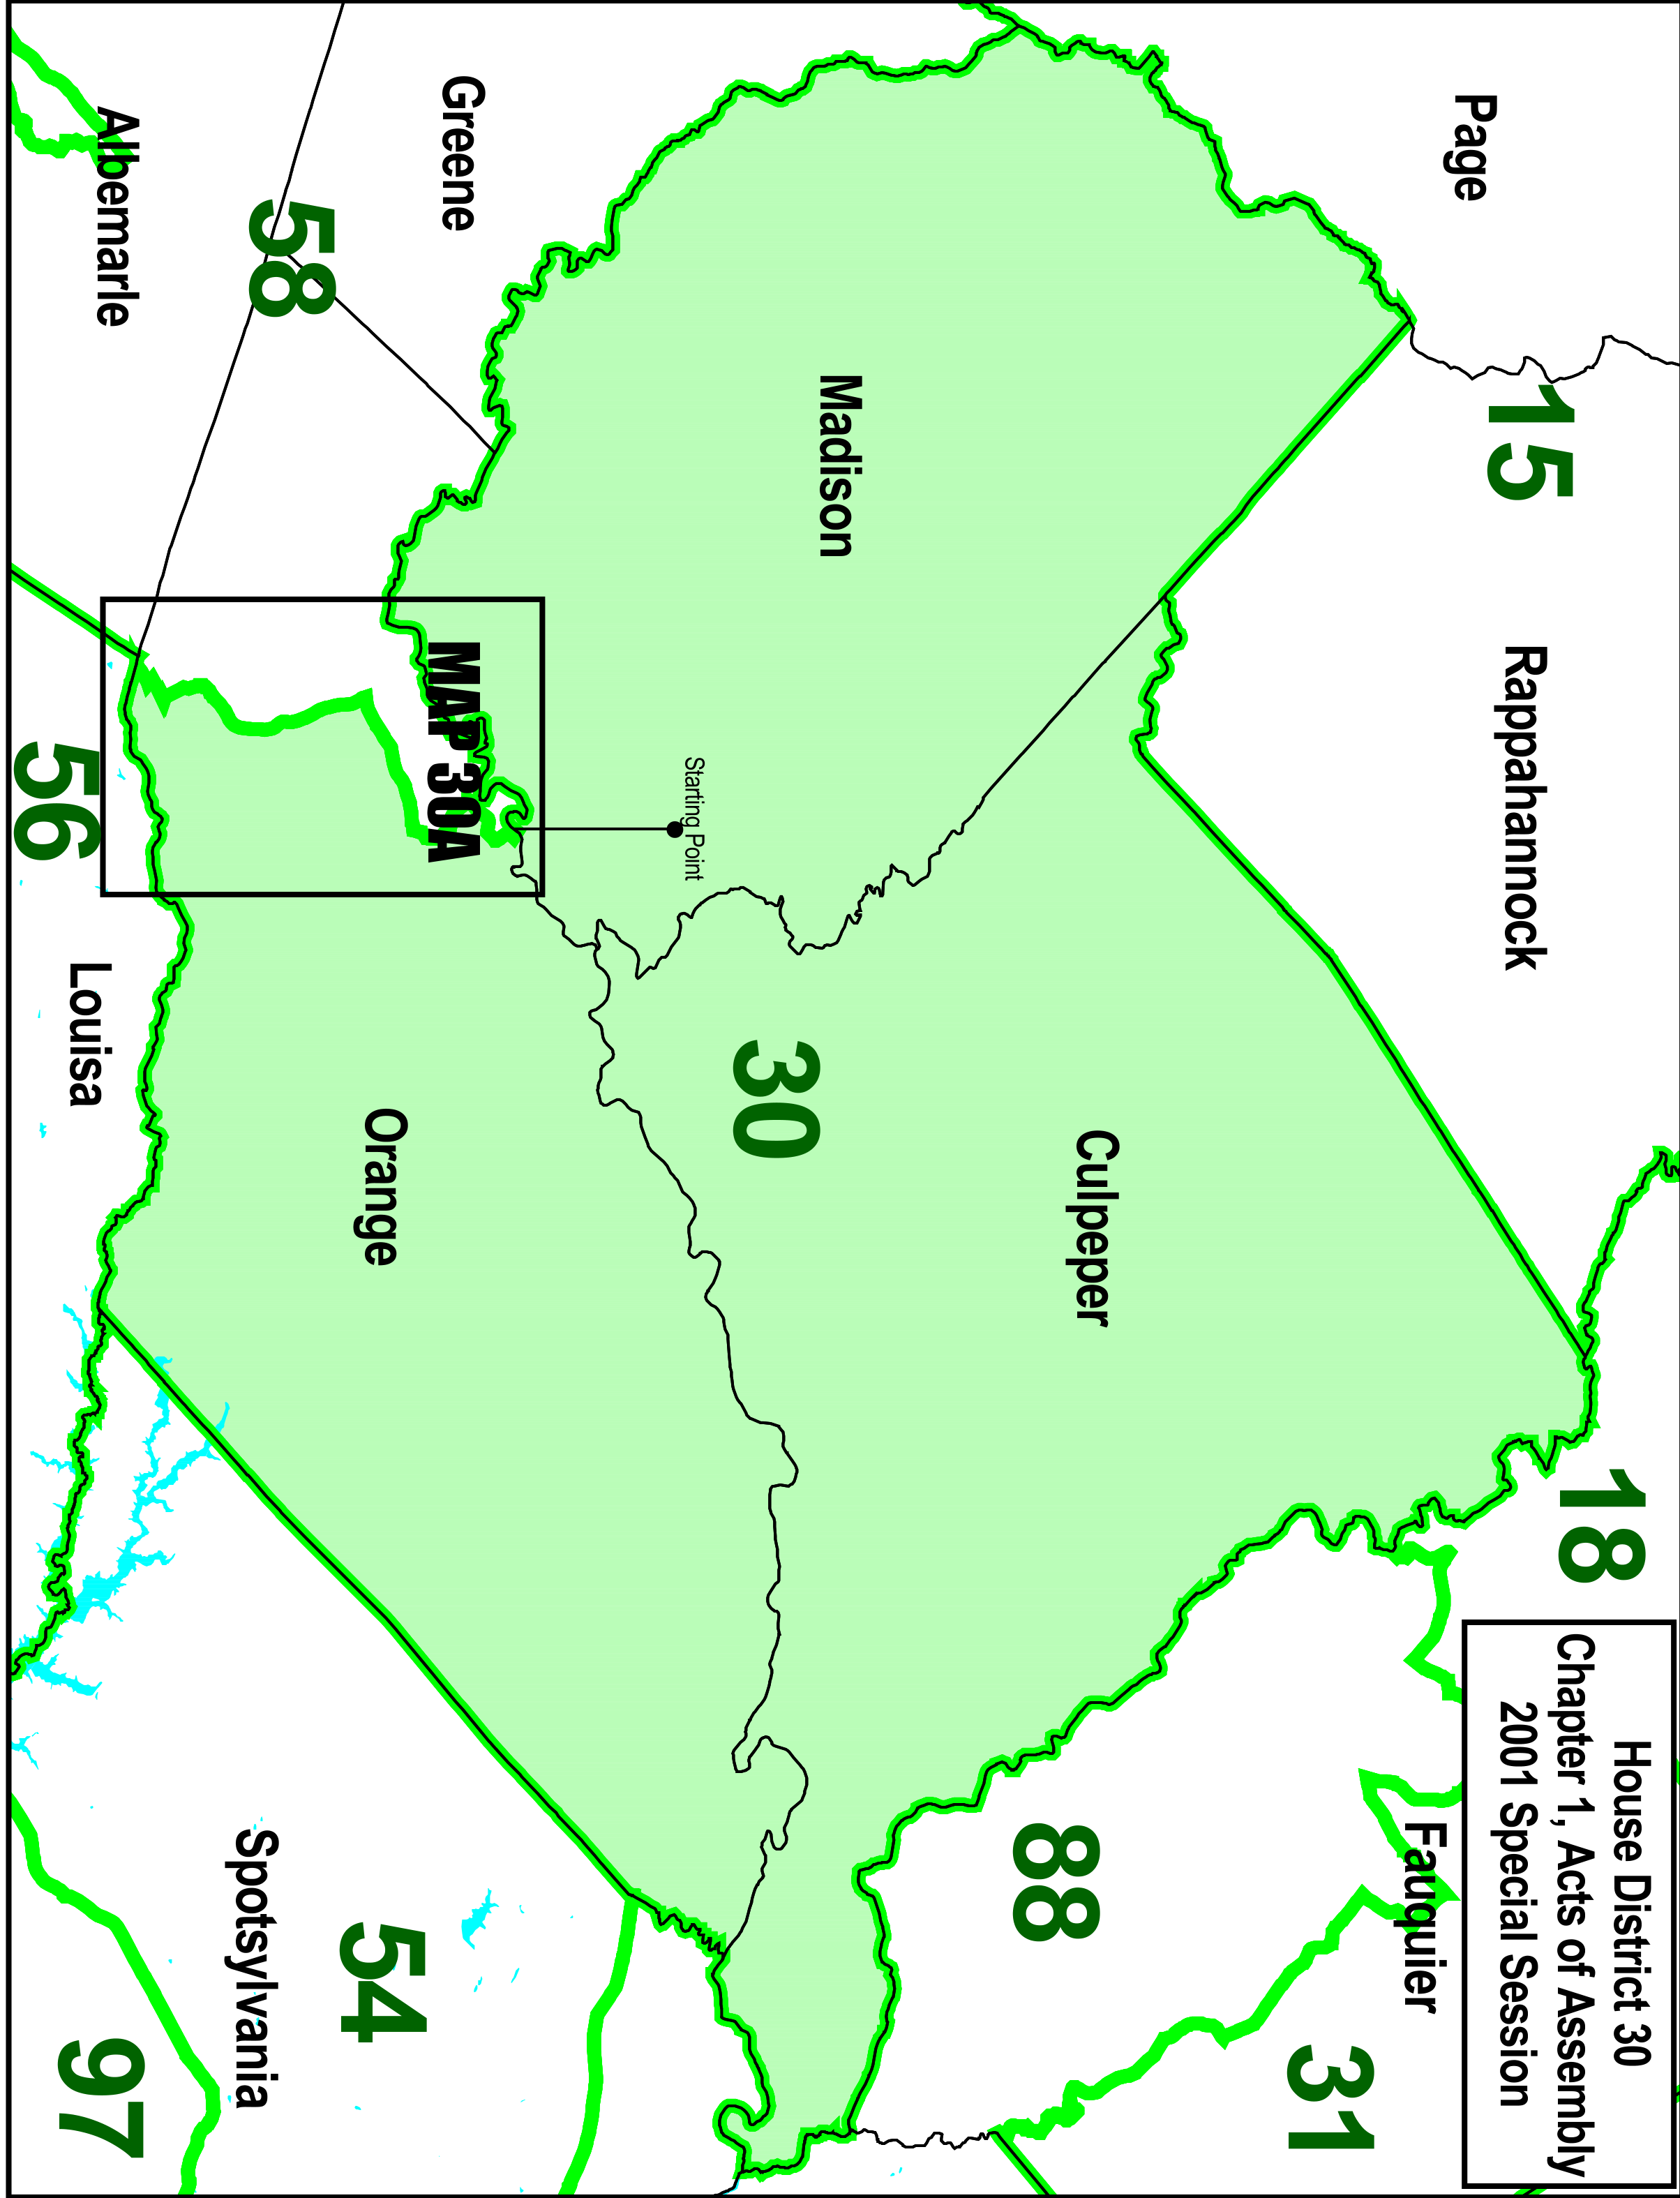 House District 30
Chapter 1, Acts of Assembly
2001 Special Session
Page
15
Rappahannock
18
Fauquier
31
88
Culpeper
Madison
30
Starting Point
Greene
MAP 30A
Orange
54
58
Spotsylvania
Albemarle
Louisa
97
56